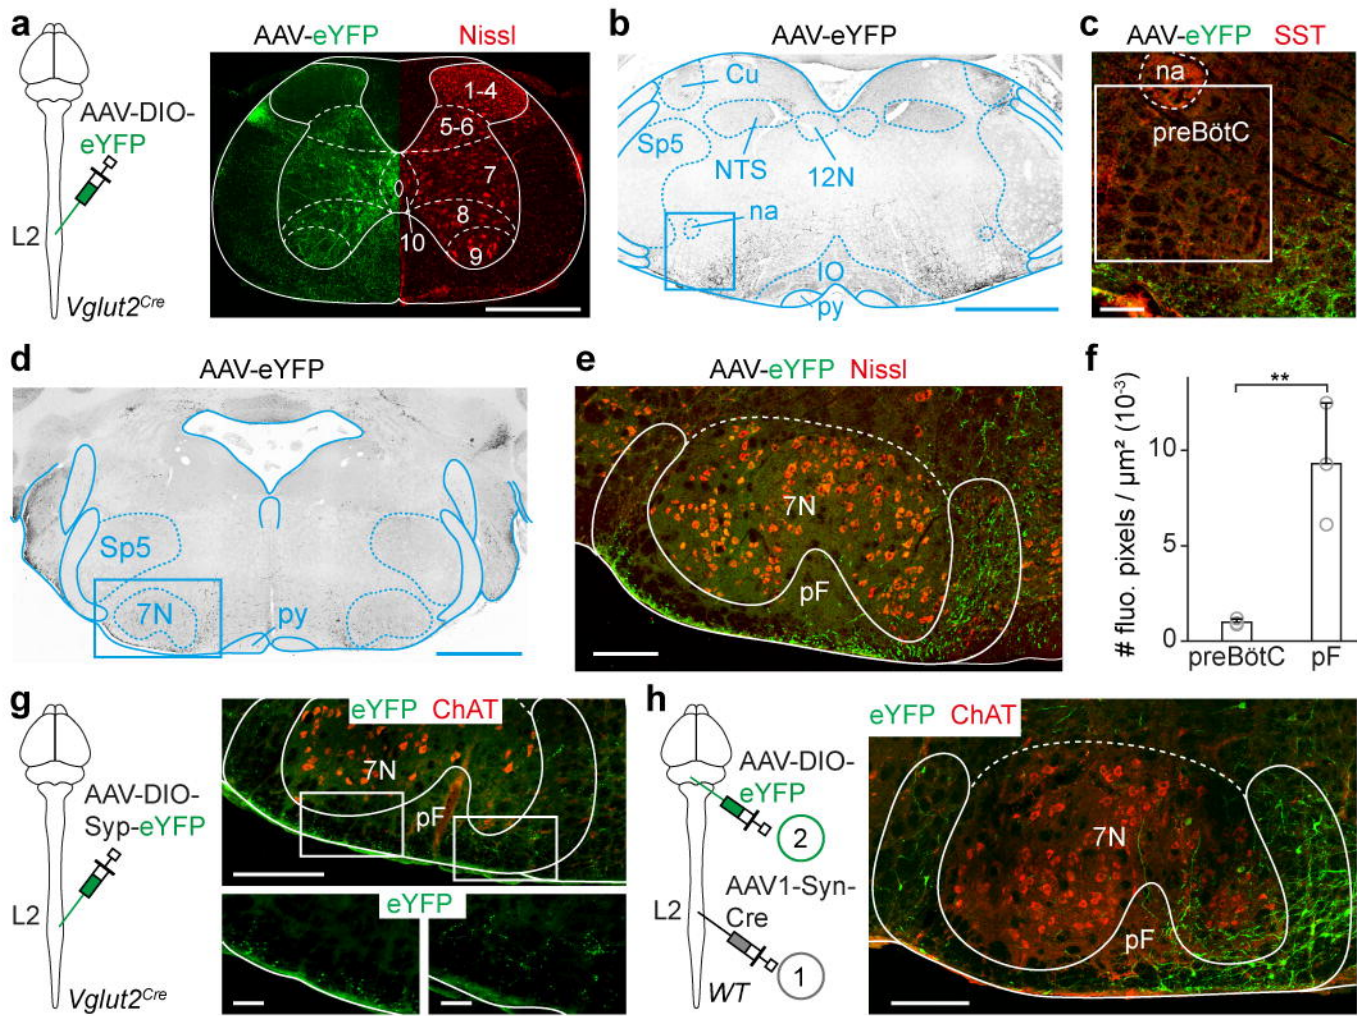 a
AAV-eYFP Nissl
AAV-DIO-
eYFP
L2
Vglut2Cre
1-4
5-6
7
8
9
10
b
AAV-eYFP
Cu
Sp5
NTS
12N
na
IO
py
c
AAV-eYFP SST
na
preBötC
d
AAV-eYFP
Sp5
7N
py
e
AAV-eYFP Nissl
7N
pF
f
# fluo. pixels / µm² (10⁻³)
**
10
5
0
preBötC pF
g
AAV-DIO-
Syp-eYFP
L2
Vglut2Cre
eYFP ChAT
7N
pF
eYFP
h
AAV-DIO-
eYFP
2
AAV1-Syn-
Cre
L2
1
WT
eYFP ChAT
7N
pF